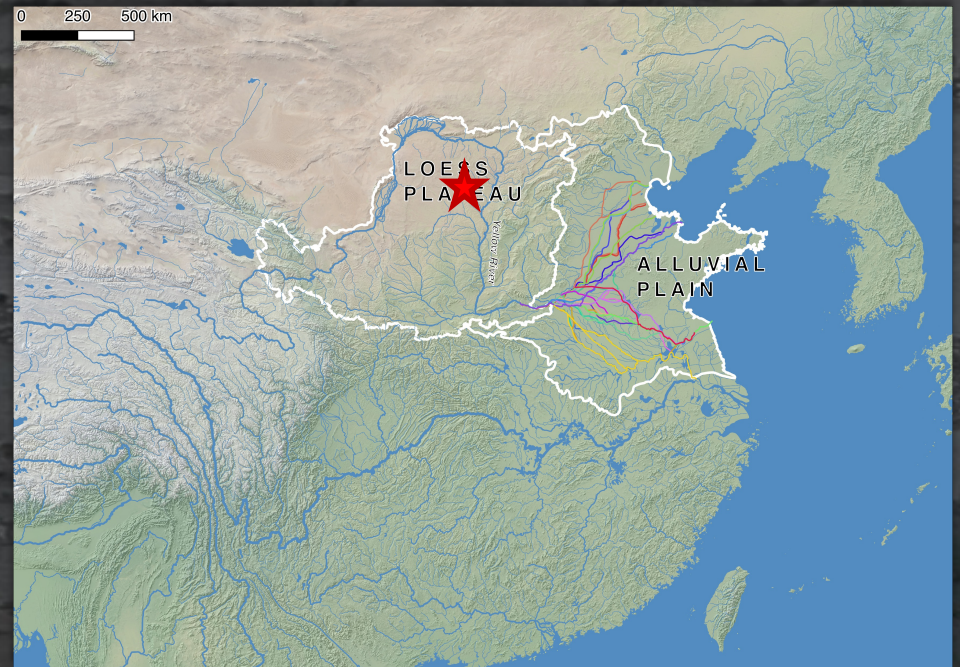 0 250 500 km
LOESS
PLATEAU
Yellow River
ALLUVIAL
PLAIN